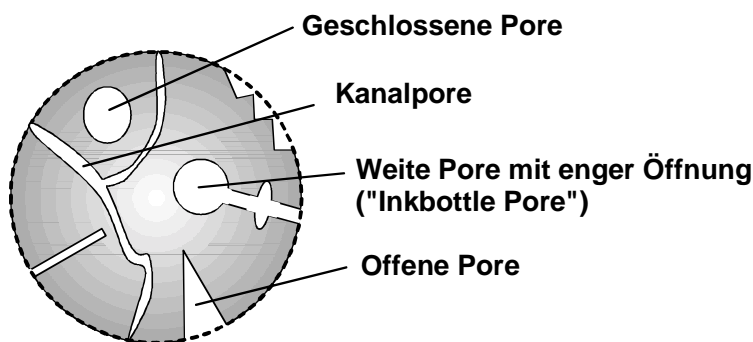 Geschlossene Pore
Kanalpore
Weite Pore mit enger Öffnung
("Inkbottle Pore")
Offene Pore